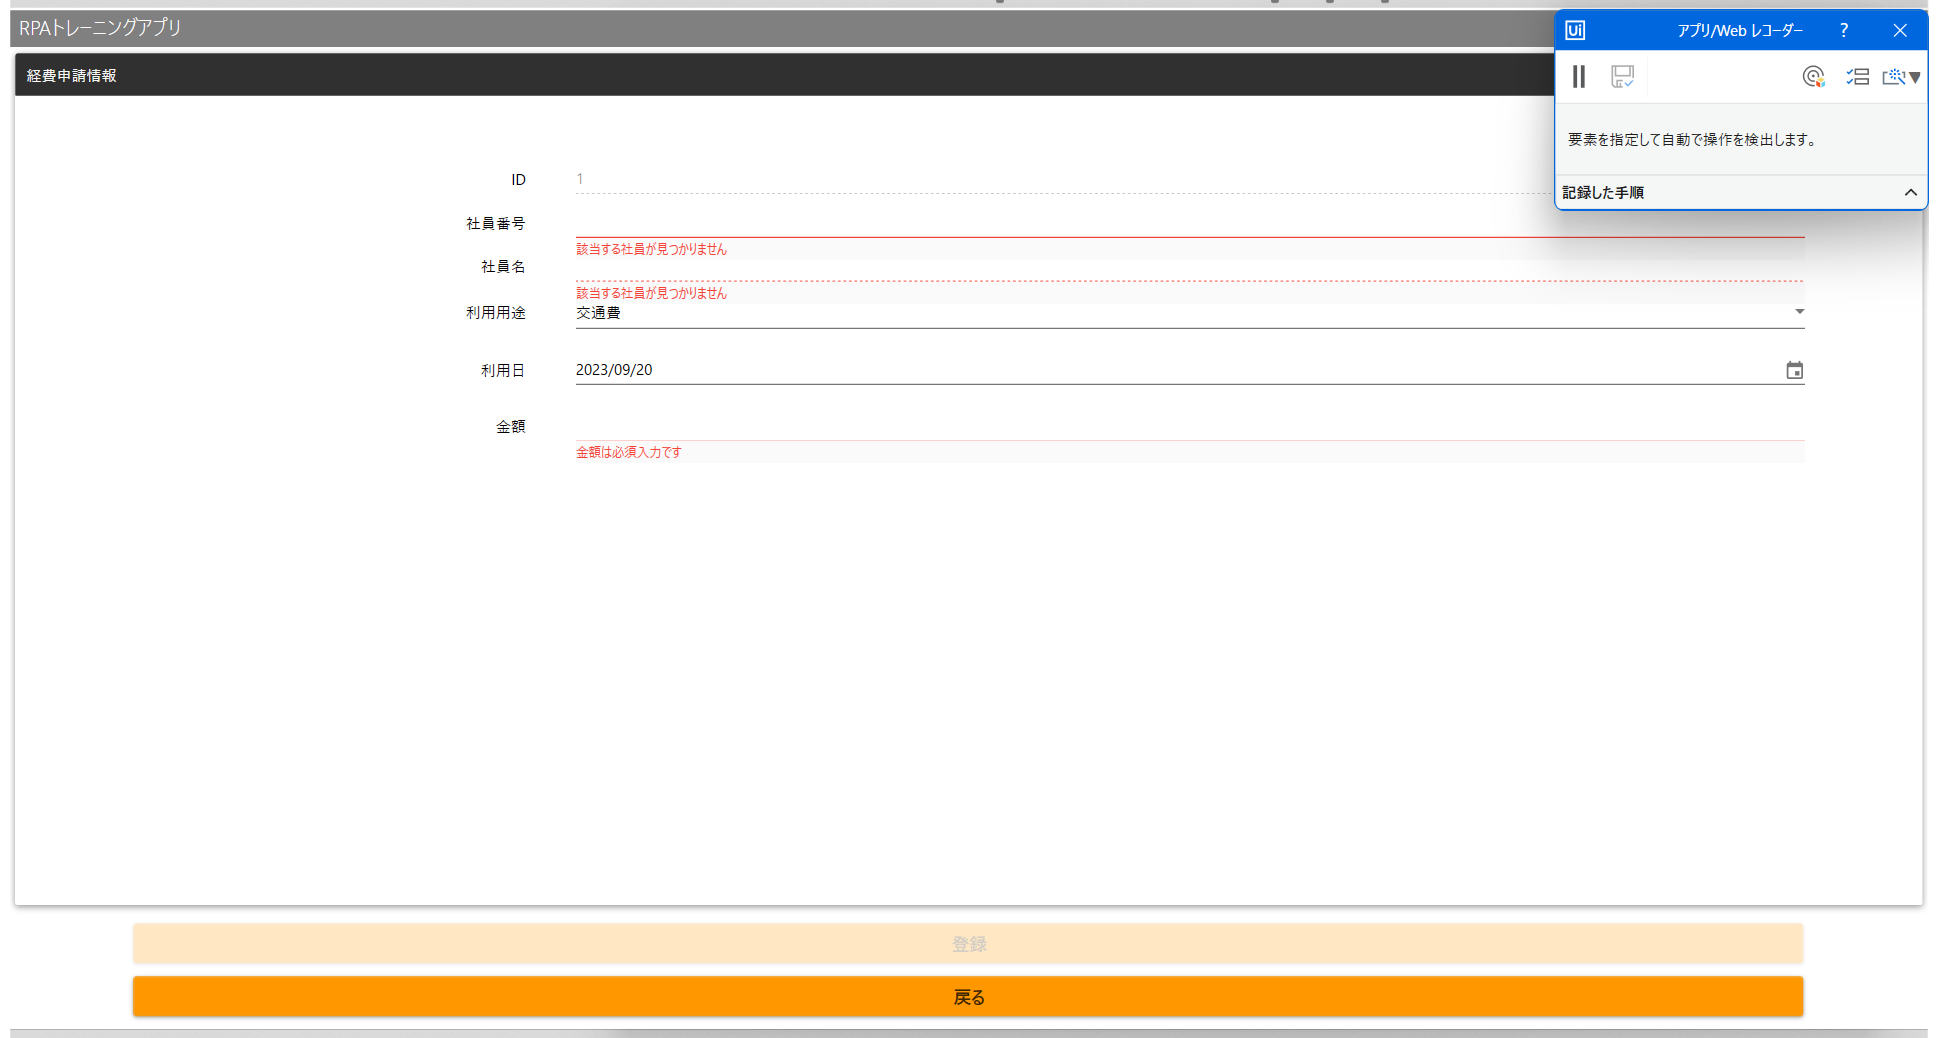 RPAトレーニングアプリ
Ui アプリ/Web レコーダー ?
経費申請情報
要素を指定して自動で操作を検出します。
記録した手順
ID 1
社員番号
該当する社員が見つかりません
社員名
該当する社員が見つかりません
利用用途 交通費
利用日 2023/09/20
金額
金額は必須入力です
登録
戻る